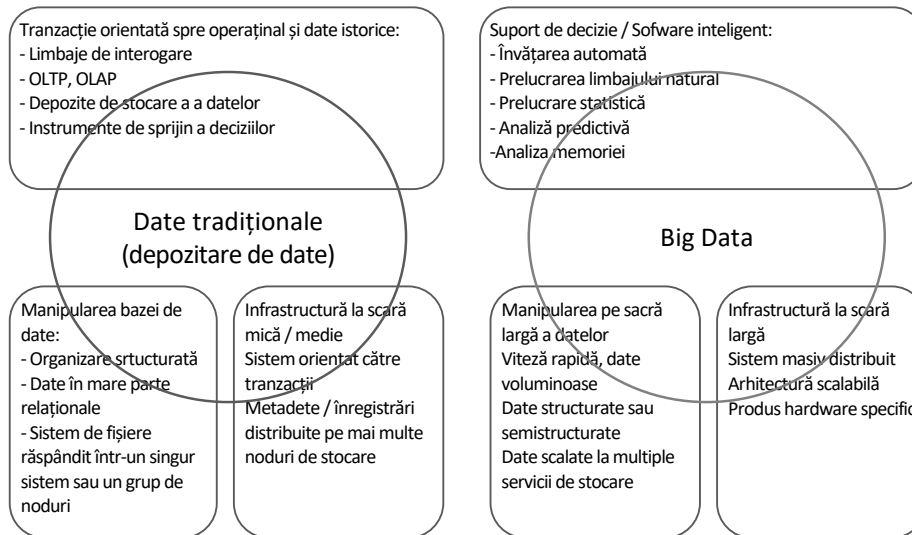 Tranzacție orientată spre operaținal și date istorice:
- Limbaje de interogare
- OLTP, OLAP
- Depozite de stocare a a datelor
- Instrumente de sprijin a deciziilor
Suport de decizie / Sofware inteligent:
- Învățarea automată
- Prelucrarea limbajului natural
- Prelucrare statistică
- Analiză predictivă
-Analiza memoriei
Date tradiționale
(depozitare de date)
Big Data
Manipularea bazei de
date:
- Organizare srtucturată
- Date în mare parte
relaționale
- Sistem de fișiere
răspândit într-un singur
sistem sau un grup de
noduri
Infrastructură la scară
mică / medie
Sistem orientat către
tranzacții
Metadete / înregistrări
distribuite pe mai multe
noduri de stocare
Manipularea pe sacră
largă a datelor
Viteză rapidă, date
voluminoase
Date structurate sau
semistructurate
Date scalate la multiple
servicii de stocare
Infrastructură la scară
largă
Sistem masiv distribuit
Arhitectură scalabilă
Produs hardware specific